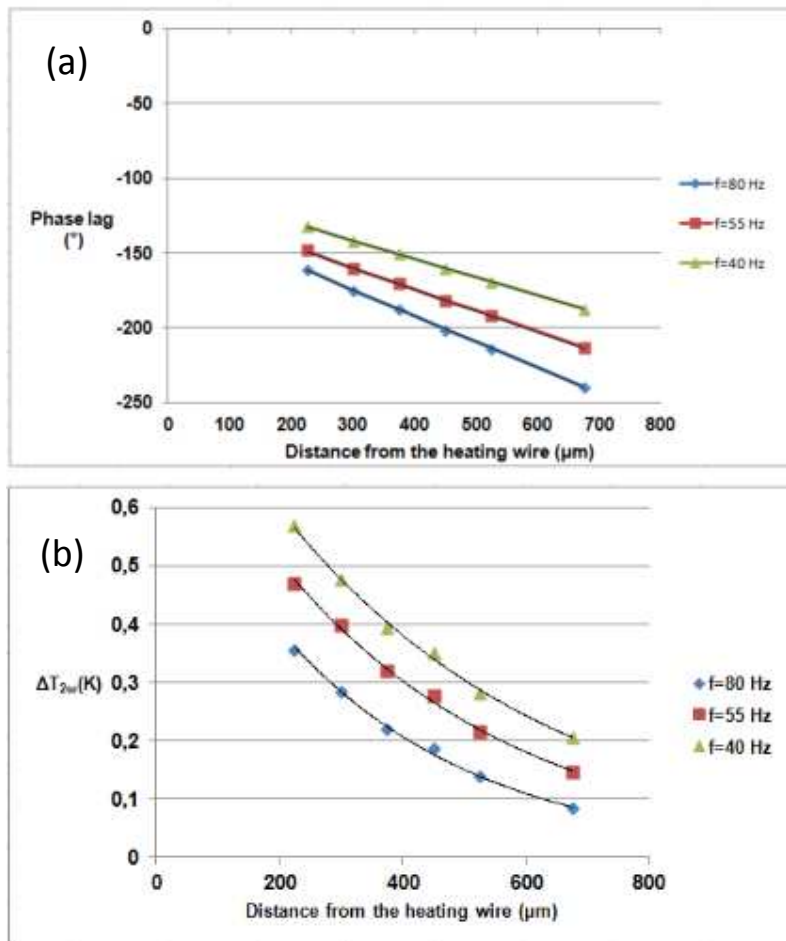 (a)
0
-50
-100
-150
-200
-250
Phase lag
(°)
0 100 200 300 400 500 600 700 800
Distance from the heating wire (µm)
f=80 Hz
f=55 Hz
f=40 Hz
(b)
0,6
0,5
0,4
0,3
0,2
0,1
0
ΔT2ω(K)
0 200 400 600 800
Distance from the heating wire (µm)
f=80 Hz
f=55 Hz
f=40 Hz